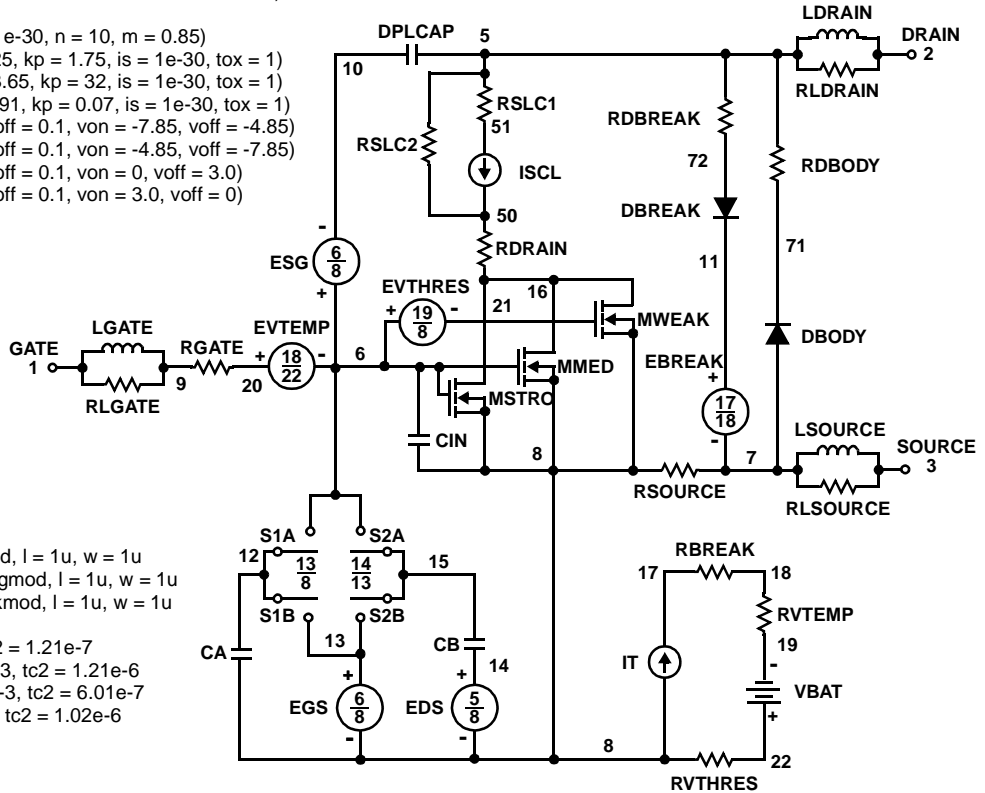 1e-30, n = 10, m = 0.85)
25, kp = 1.75, is = 1e-30, tox = 1)
3.65, kp = 32, is = 1e-30, tox = 1)
91, kp = 0.07, is = 1e-30, tox = 1)
voff = 0.1, von = -7.85, voff = -4.85)
voff = 0.1, von = -4.85, voff = -7.85)
voff = 0.1, von = 0, voff = 3.0)
voff = 0.1, von = 3.0, voff = 0)
LDRAIN
DRAIN
2
RLDRAIN
DPLCAP
5
10
RSLC1
51
RSLC2
ISCL
50
RDRAIN
RDBREAK
72
DBREAK
11
RDBODY
71
DBODY
ESG
-
6
8
+
EVTHRES
+
19
8
-
21
16
MWEAK
EBREAK
+
17
18
-
GATE
1
LGATE
RLGATE
9
RGATE
20
EVTEMP
+
18
22
-
6
MMED
MSTRO
CIN
8
RSOURCE
7
LSOURCE
SOURCE
3
RLSOURCE
d, l = 1u, w = 1u
gmod, l = 1u, w = 1u
kmod, l = 1u, w = 1u
2 = 1.21e-7
3, tc2 = 1.21e-6
-3, tc2 = 6.01e-7
tc2 = 1.02e-6
S1A
S2A
12
13
8
14
13
15
S1B
S2B
13
CA
CB
14
EGS
+
6
8
-
EDS
+
5
8
-
8
17
RBREAK
18
RVTEMP
19
IT
-
VBAT
+
22
RVTHRES